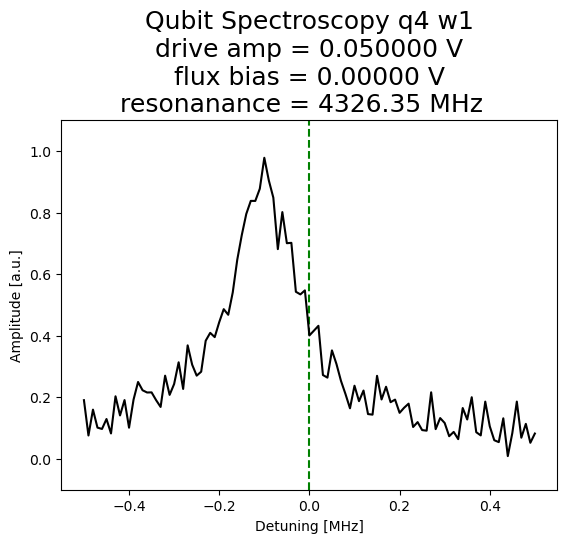 Qubit Spectroscopy q4 w1
drive amp = 0.050000 V
flux bias = 0.00000 V
resonanance = 4326.35 MHz
1.0
0.8
0.6
0.4
0.2
0.0
Amplitude [a.u.]
−0.4
−0.2
0.0
0.2
0.4
Detuning [MHz]